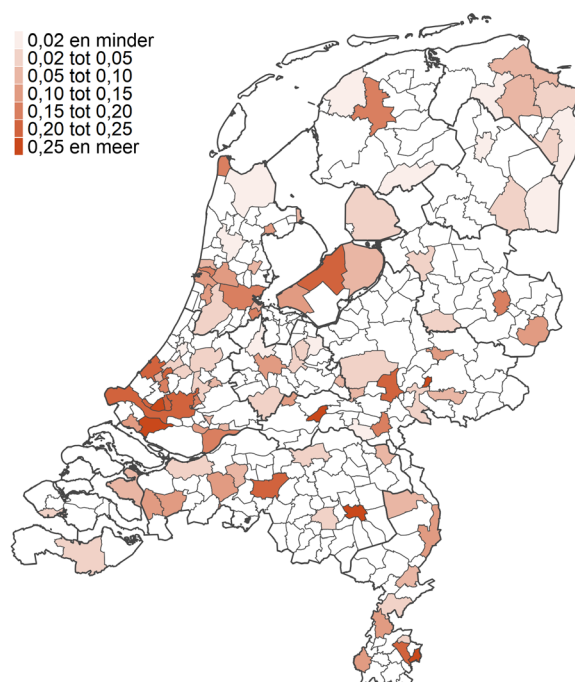 0,02 en minder
0,02 tot 0,05
0,05 tot 0,10
0,10 tot 0,15
0,15 tot 0,20
0,20 tot 0,25
0,25 en meer